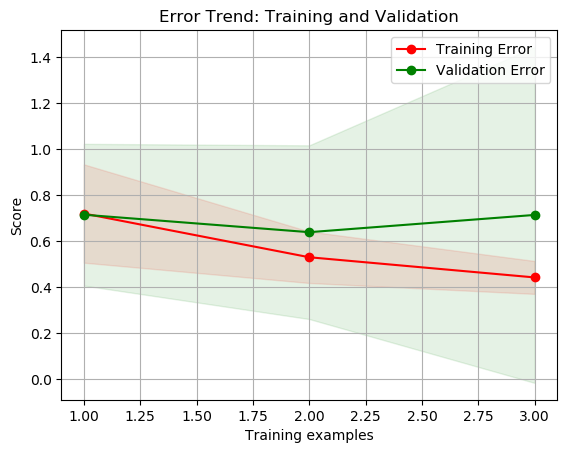 Error Trend: Training and Validation
Training Error
Validation Error
Score
1.4
1.2
1.0
0.8
0.6
0.4
0.2
0.0
1.00 1.25 1.50 1.75 2.00 2.25 2.50 2.75 3.00
Training examples